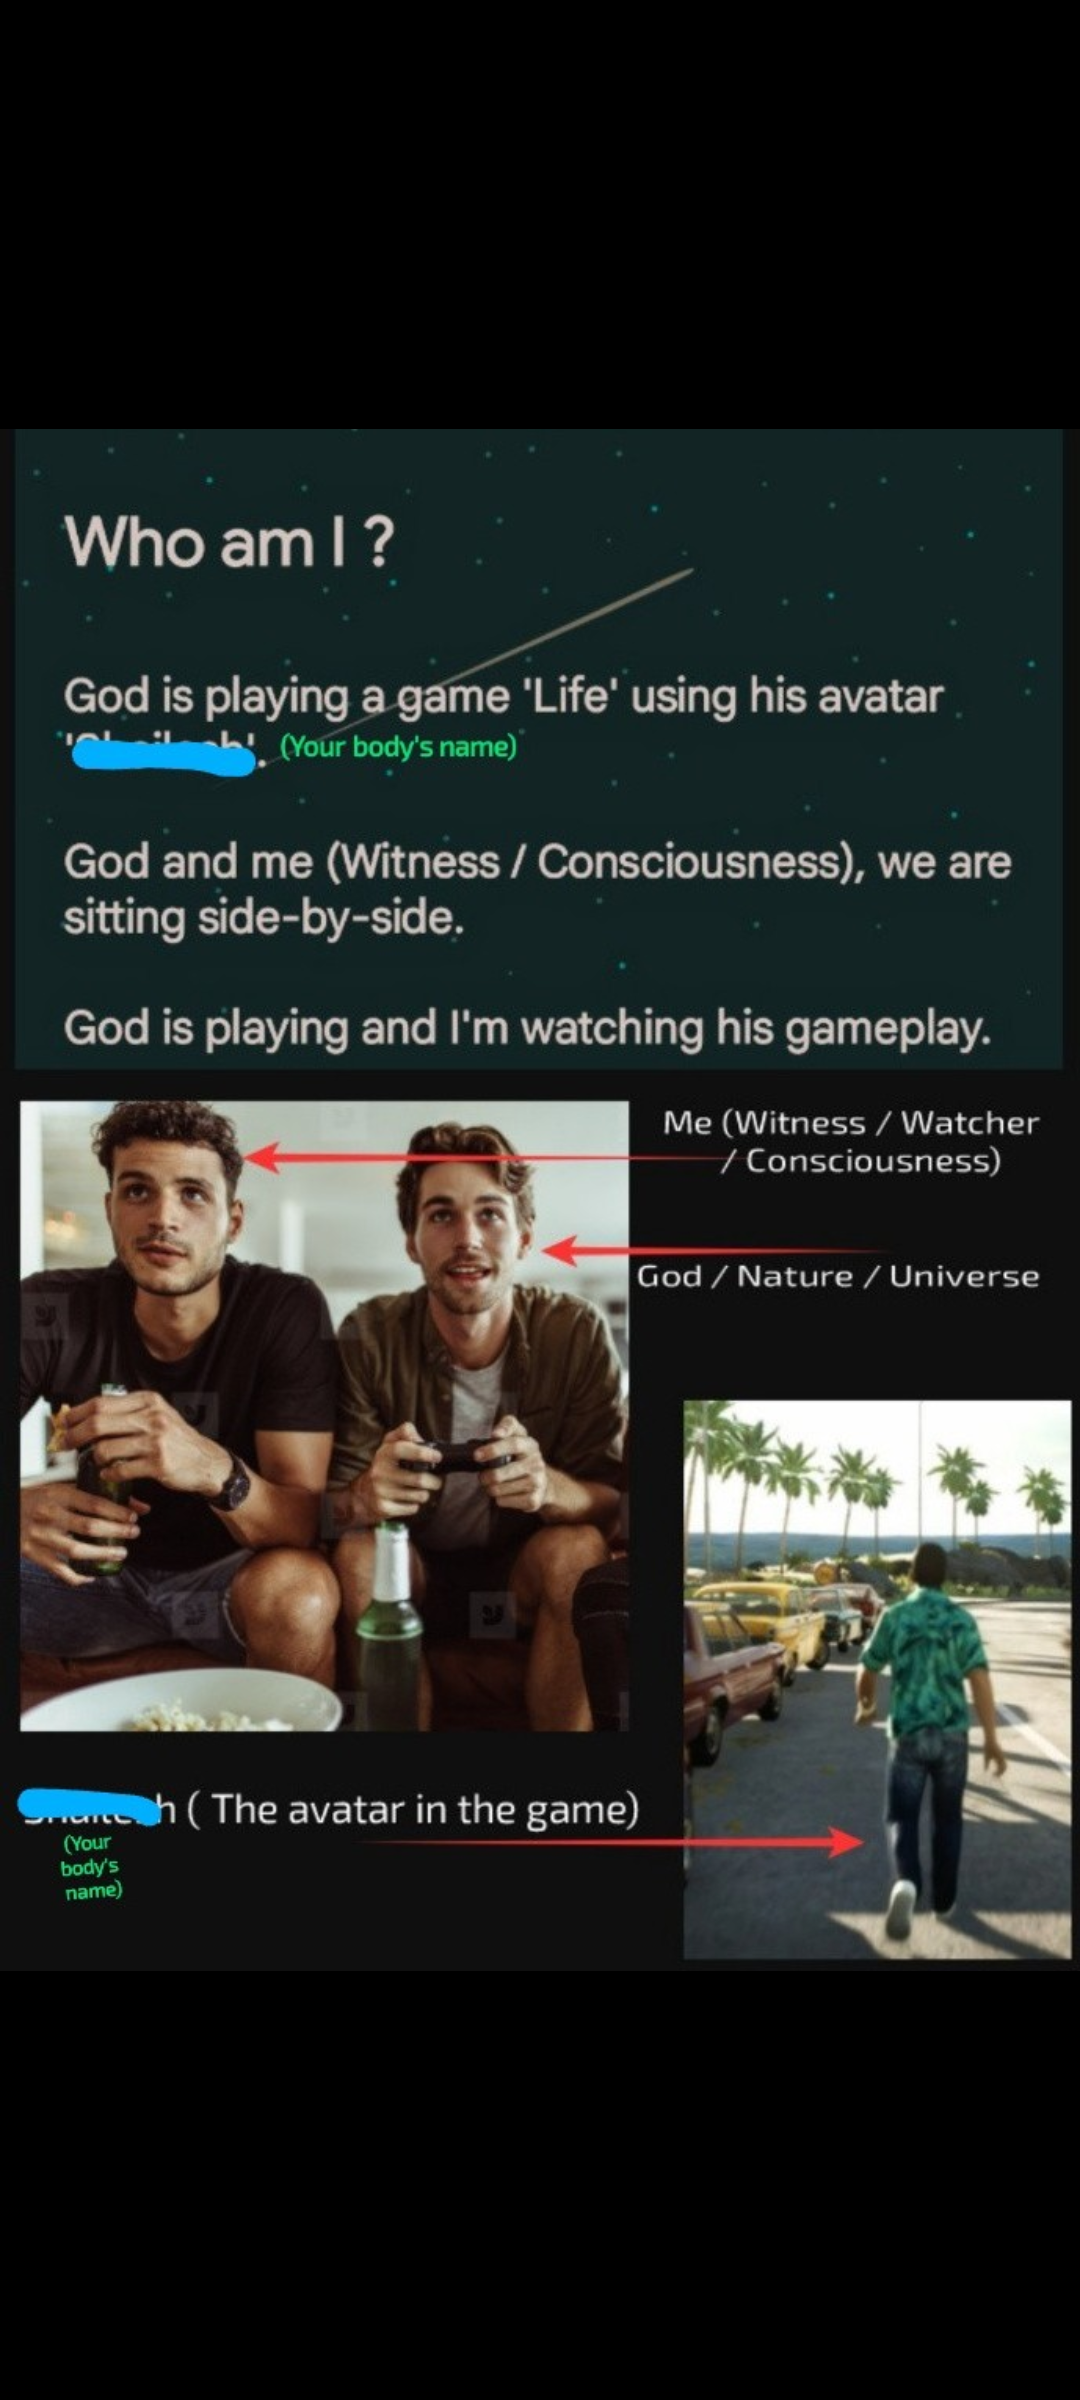 Who am I ?
God is playing a game 'Life' using his avatar
(Your body's name)
God and me (Witness / Consciousness), we are
sitting side-by-side.
God is playing and I'm watching his gameplay.
Me (Witness / Watcher
/ Consciousness)
God / Nature / Universe
( The avatar in the game)
(Your
body's
name)